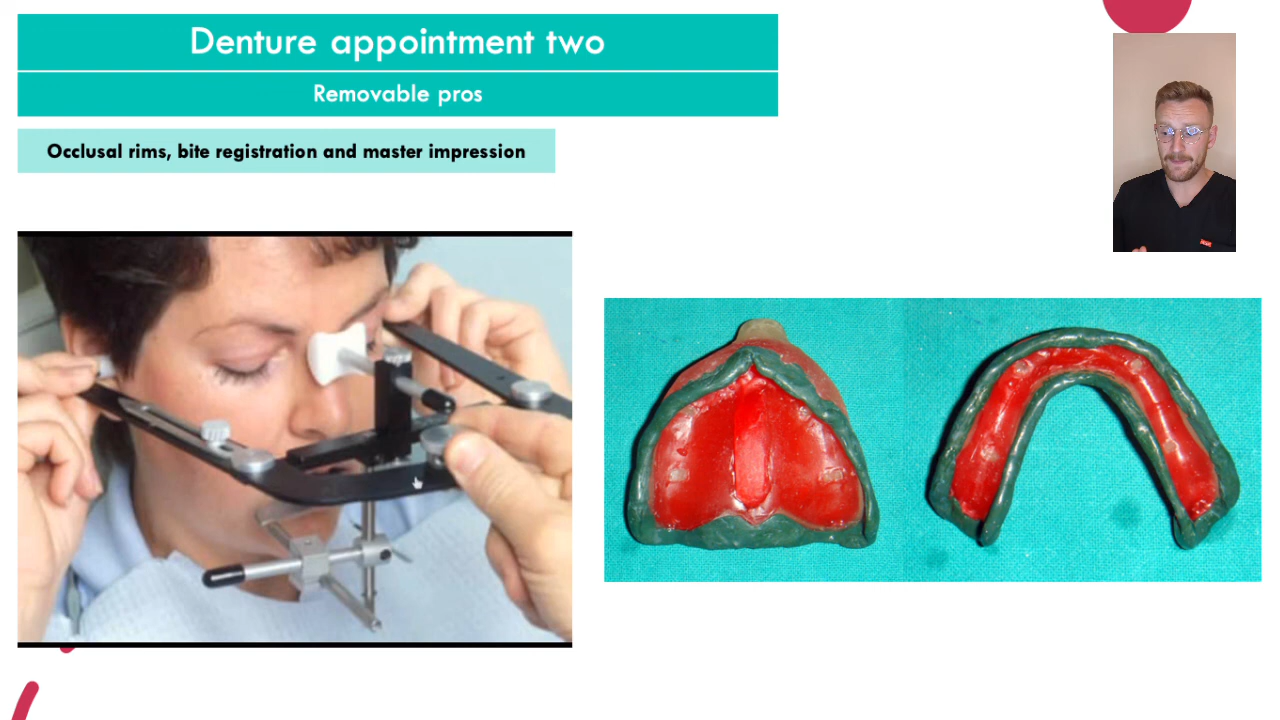 Denture appointment two
Removable pros
Occlusal rims, bite registration and master impression